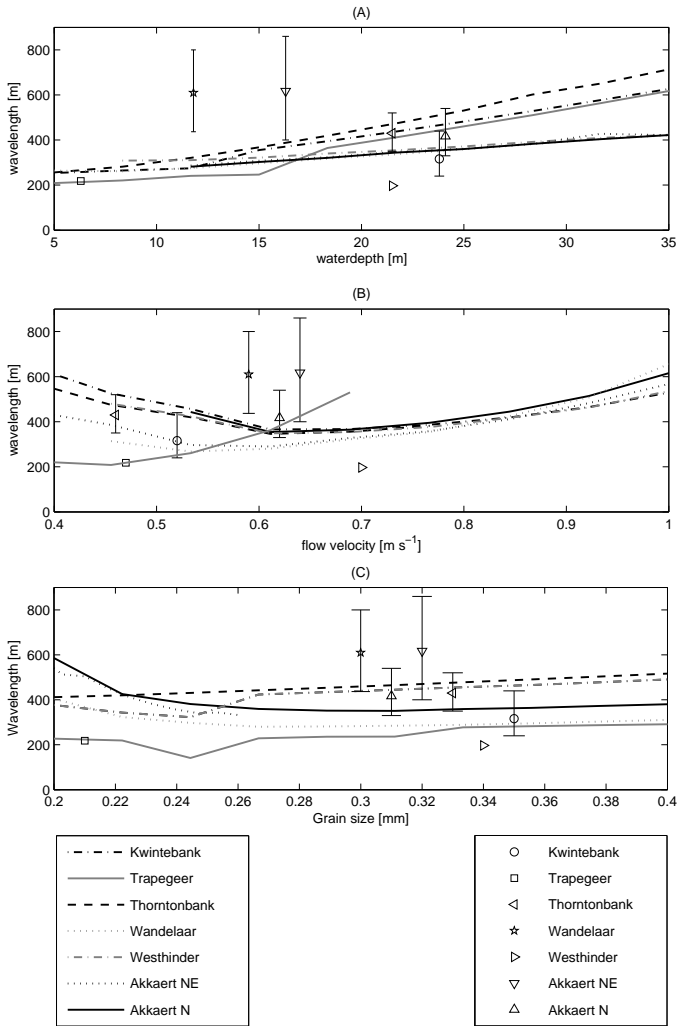 (A)
800
600
400
200
0
wavelength [m]
5 10 15 20 25 30 35
waterdepth [m]
(B)
800
600
400
200
0
wavelength [m]
0.4 0.5 0.6 0.7 0.8 0.9 1
flow velocity [m s⁻¹]
(C)
800
600
400
200
0
Wavelength [m]
0.2 0.22 0.24 0.26 0.28 0.3 0.32 0.34 0.36 0.38 0.4
Grain size [mm]
Kwintebank
Trapegeer
Thorntonbank
Wandelaar
Westhinder
Akkaert NE
Akkaert N
Kwintebank
Trapegeer
Thorntonbank
Wandelaar
Westhinder
Akkaert NE
Akkaert N